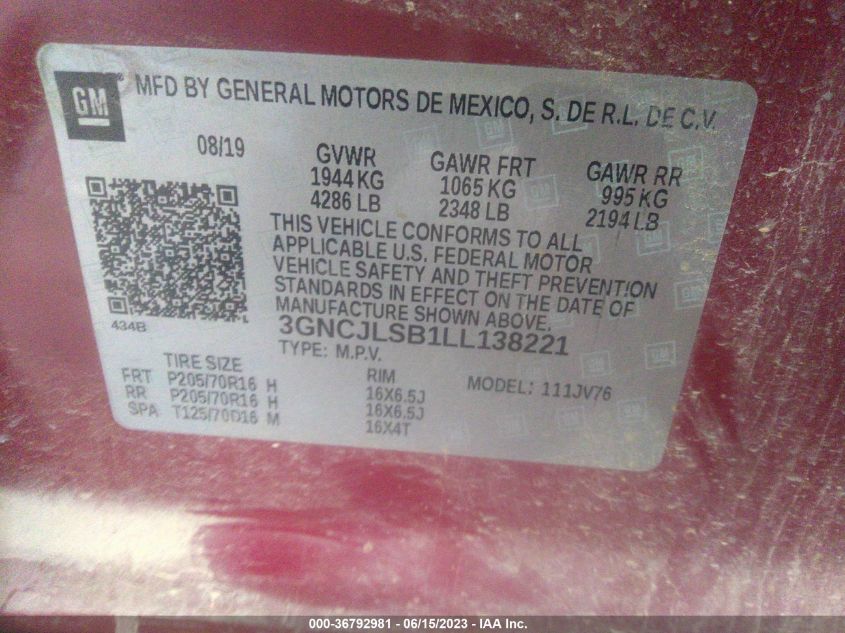 GM ® MFD BY GENERAL MOTORS DE MEXICO, S. DE R.L. DE C.V.
08/19 GVWR GAWR FRT GAWR RR
1944 KG 1065 KG 995 KG
4286 LB 2348 LB 2194 LB
THIS VEHICLE CONFORMS TO ALL
APPLICABLE U.S. FEDERAL MOTOR
VEHICLE SAFETY AND THEFT PREVENTION
STANDARDS IN EFFECT ON THE DATE OF
MANUFACTURE SHOWN ABOVE.
434B
3GNCJLSB1LL138221
TYPE: M.P.V. MODEL: 111JV76
TIRE SIZE RIM
FRT P205/70R16 H 16X6.5J
RR P205/70R16 H 16X6.5J
SPA T125/70D16 M 16X4T
000-36792981 - 06/15/2023 - IAA Inc.